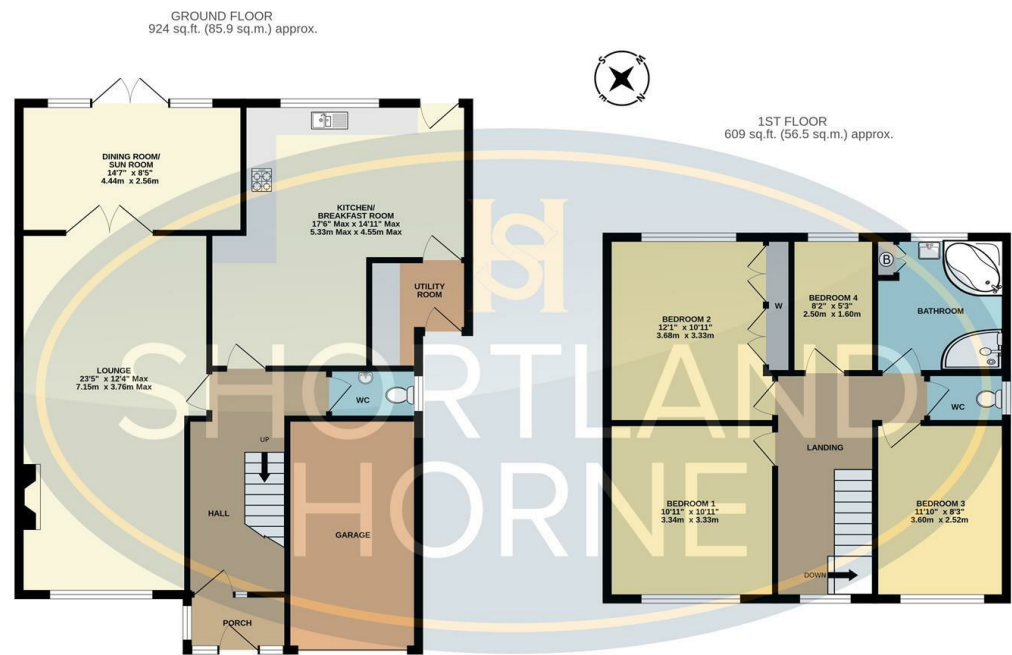 GROUND FLOOR
924 sq.ft. (85.9 sq.m.) approx.
S
W
E
N
1ST FLOOR
609 sq.ft. (56.5 sq.m.) approx.
DINING ROOM/
SUN ROOM
14'7" x 8'5"
4.44m x 2.56m
KITCHEN/
BREAKFAST ROOM
17'6" Max x 14'11" Max
5.33m Max x 4.55m Max
UTILITY
ROOM
LOUNGE
23'5" x 12'4" Max
7.15m x 3.76m Max
WC
UP
HALL
GARAGE
PORCH
BEDROOM 2
12'1" x 10'11"
3.68m x 3.33m
W
BEDROOM 4
8'2" x 5'3"
2.50m x 1.60m
B
BATHROOM
WC
LANDING
BEDROOM 1
10'11" x 10'11"
3.34m x 3.33m
BEDROOM 3
11'10" x 8'3"
3.60m x 2.52m
DOWN
SH
SHORTLAND
HORNE